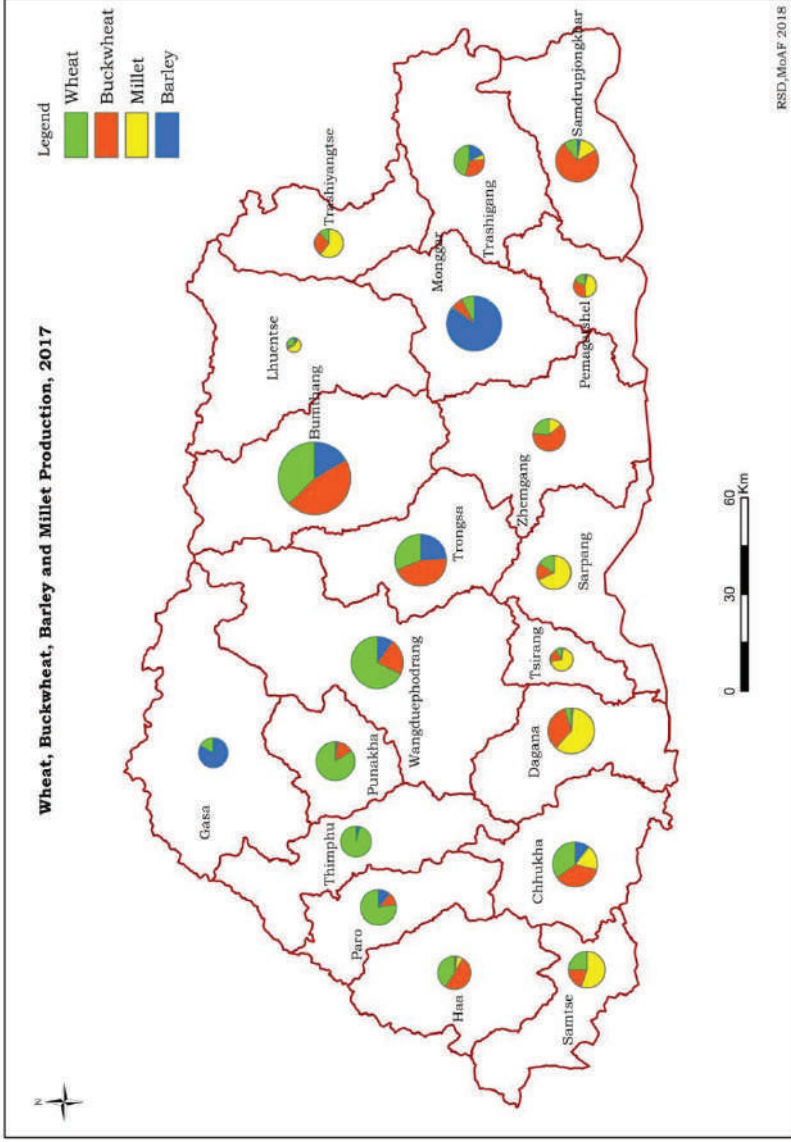 Wheat, Buckwheat, Barley and Millet Production, 2017
N
Legend
Wheat
Buckwheat
Millet
Barley
Gasa
Lhuentse
Bumthang
Trashiyangtse
Thimphu
Punakha
Paro
Wangduephodrang
Trongsa
Monggar
Haa
Trashigang
Chhukha
Dagana
Tsirang
Zhemgang
Sarpang
Samtse
Pemagatshel
Samdrupjongkhar
0 30 60 Km
RSD,MoAF 2018